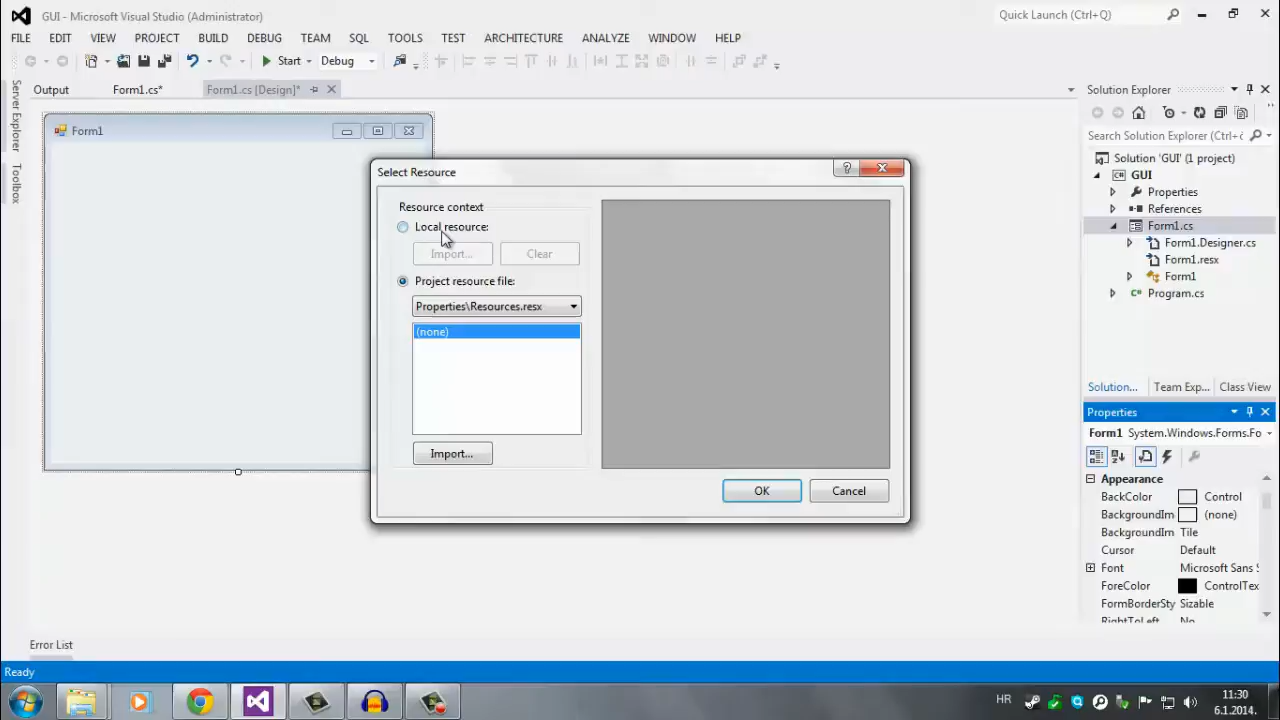 GUI - Microsoft Visual Studio (Administrator)
Quick Launch (Ctrl+Q)
FILE EDIT VIEW PROJECT BUILD DEBUG TEAM SQL TOOLS TEST ARCHITECTURE ANALYZE WINDOW HELP
Start Debug
Output Form1.cs* Form1.cs [Design]*
Server Explorer
Toolbox
Form1
Select Resource
Resource context
Local resource:
Import... Clear
Project resource file:
Properties\Resources.resx
(none)
Import...
OK Cancel
Solution Explorer
Search Solution Explorer (Ctrl+č
Solution 'GUI' (1 project)
C# GUI
Properties
References
Form1.cs
Form1.Designer.cs
Form1.resx
Form1
Program.cs
Solution... Team Exp... Class View
Properties
Form1 System.Windows.Forms.Fo
Appearance
BackColor Control
BackgroundIm (none)
BackgroundIm Tile
Cursor Default
Font Microsoft Sans S
ForeColor ControlTex
FormBorderSty Sizable
RightToLeft No
Error List
Ready
HR
11:30
6.1.2014.